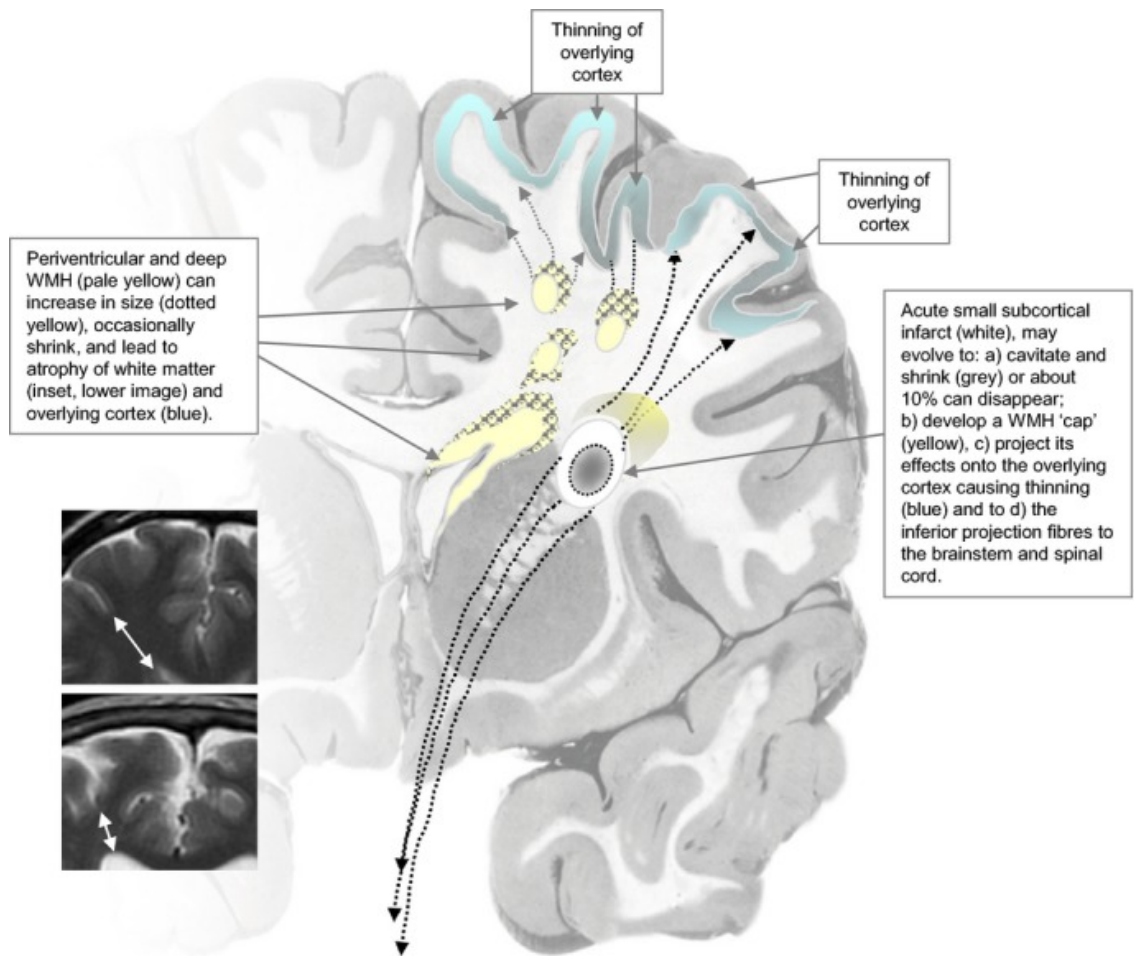 Thinning of
overlying
cortex
Thinning of
overlying
cortex
Periventricular and deep
WMH (pale yellow) can
increase in size (dotted
yellow), occasionally
shrink, and lead to
atrophy of white matter
(inset, lower image) and
overlying cortex (blue).
Acute small subcortical
infarct (white), may
evolve to: a) cavitate and
shrink (grey) or about
10% can disappear;
b) develop a WMH ‘cap’
(yellow), c) project its
effects onto the overlying
cortex causing thinning
(blue) and to d) the
inferior projection fibres to
the brainstem and spinal
cord.